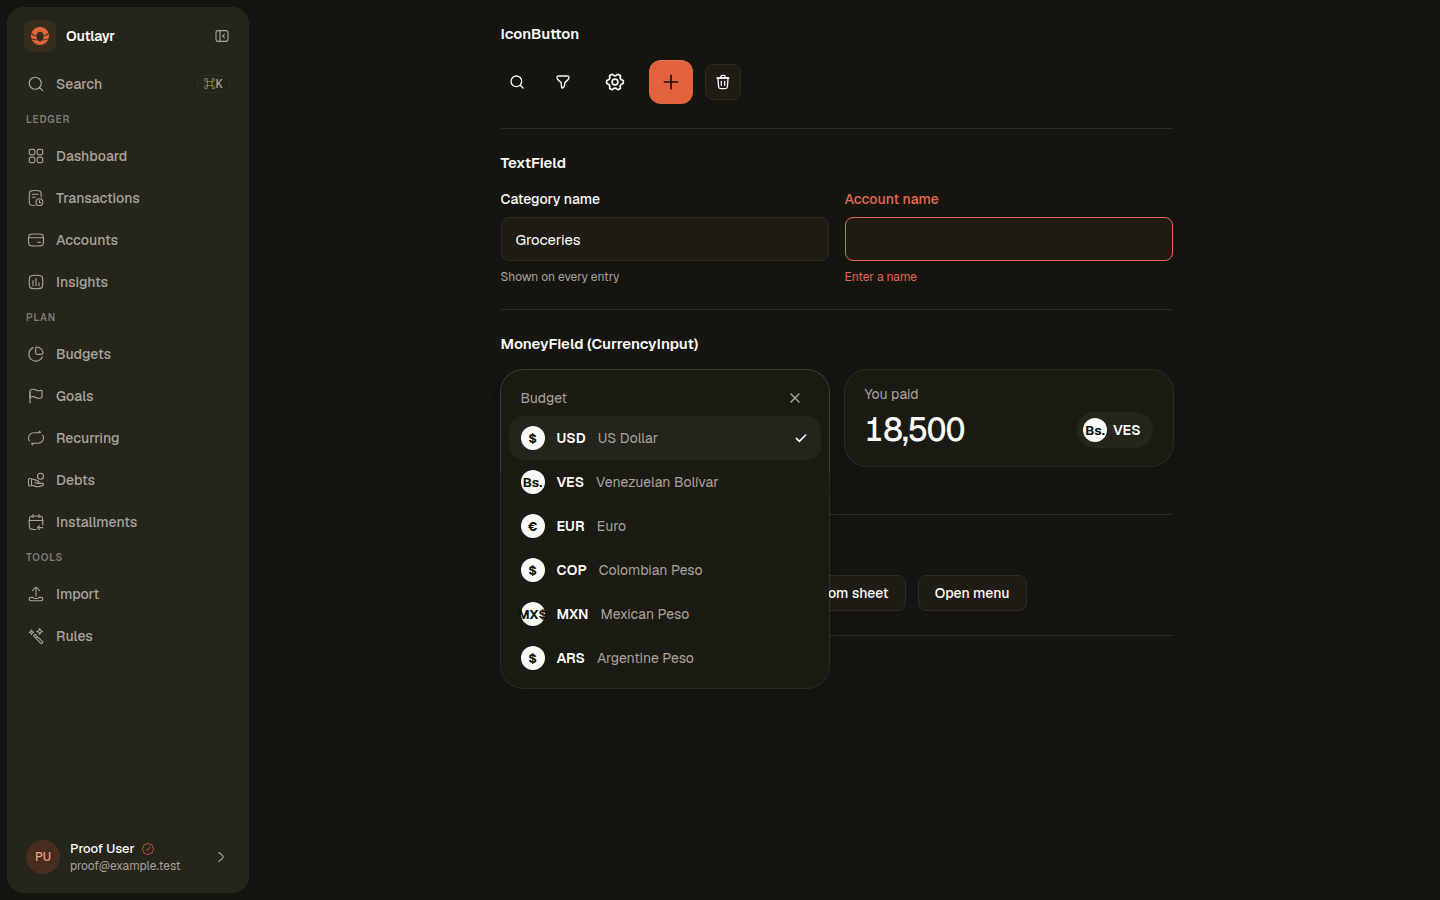 Outlayr
Search
⌘K
LEDGER
Dashboard
Transactions
Accounts
Insights
PLAN
Budgets
Goals
Recurring
Debts
Installments
TOOLS
Import
Rules
PU
Proof User
proof@example.test
IconButton
TextField
Category name
Groceries
Shown on every entry
Account name
Enter a name
MoneyField (CurrencyInput)
Budget
$ USD US Dollar
Bs. VES Venezuelan Bolívar
€ EUR Euro
$ COP Colombian Peso
MX$ MXN Mexican Peso
$ ARS Argentine Peso
You paid
18,500
Bs. VES
sheet
Open menu